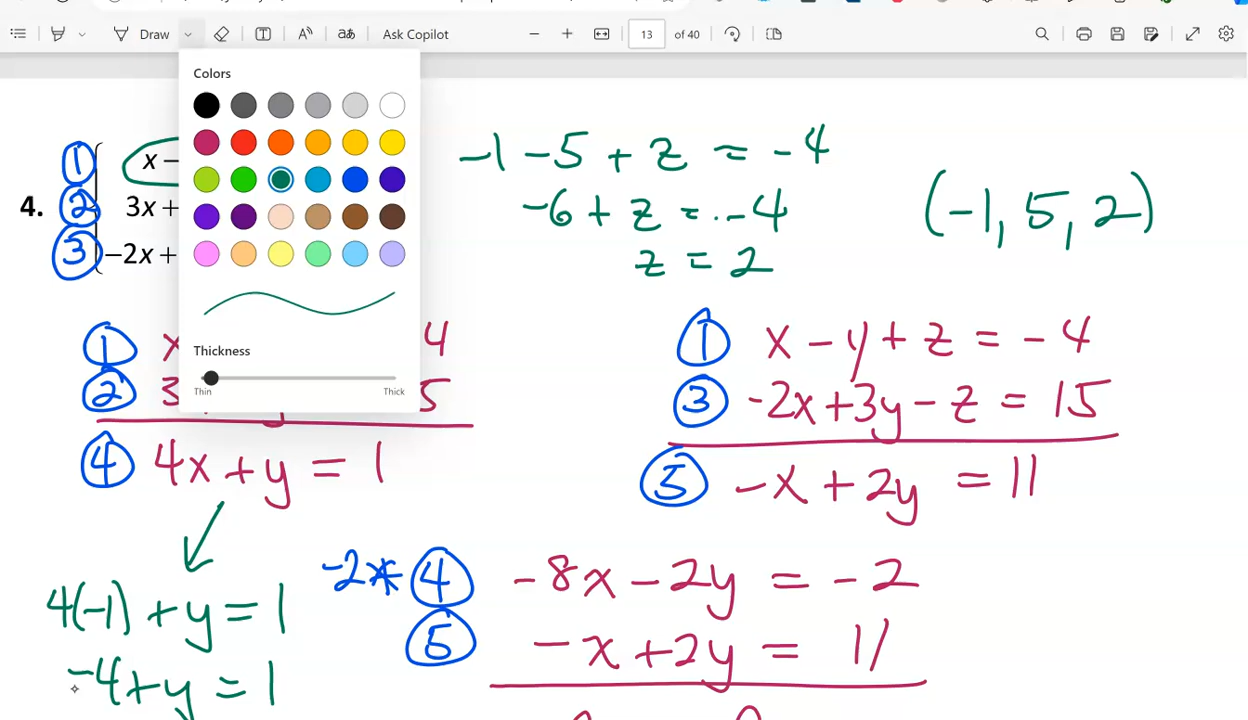 Draw
Ask Copilot
13 of 40
Colors
Thickness
Thin Thick
4.
① x −
② 3x +
③ −2x +
-1 - 5 + z = -4
-6 + z = -4
z = 2
(-1, 5, 2)
① x 4
② 3 5
④ 4x + y = 1
① x - y + z = -4
③ -2x + 3y - z = 15
⑤ -x + 2y = 11
4(-1) + y = 1
-4 + y = 1
-2* ④ -8x - 2y = -2
⑤ -x + 2y = 11